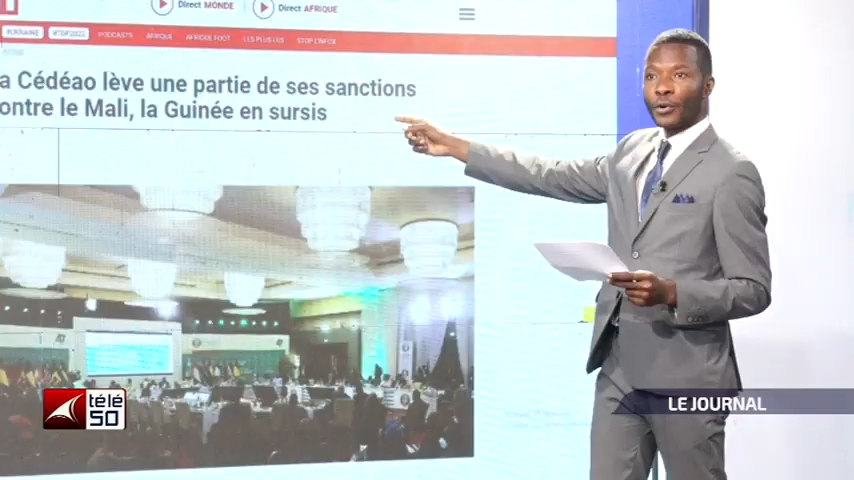 Direct MONDE
Direct AFRIQUE
UKRAINE #TDF2022 PODCASTS AFRIQUE AFRIQUE FOOT LES PLUS LUS STOP L'INFOX
a Cédéao lève une partie de ses sanctions
ontre le Mali, la Guinée en sursis
télé
50
LE JOURNAL